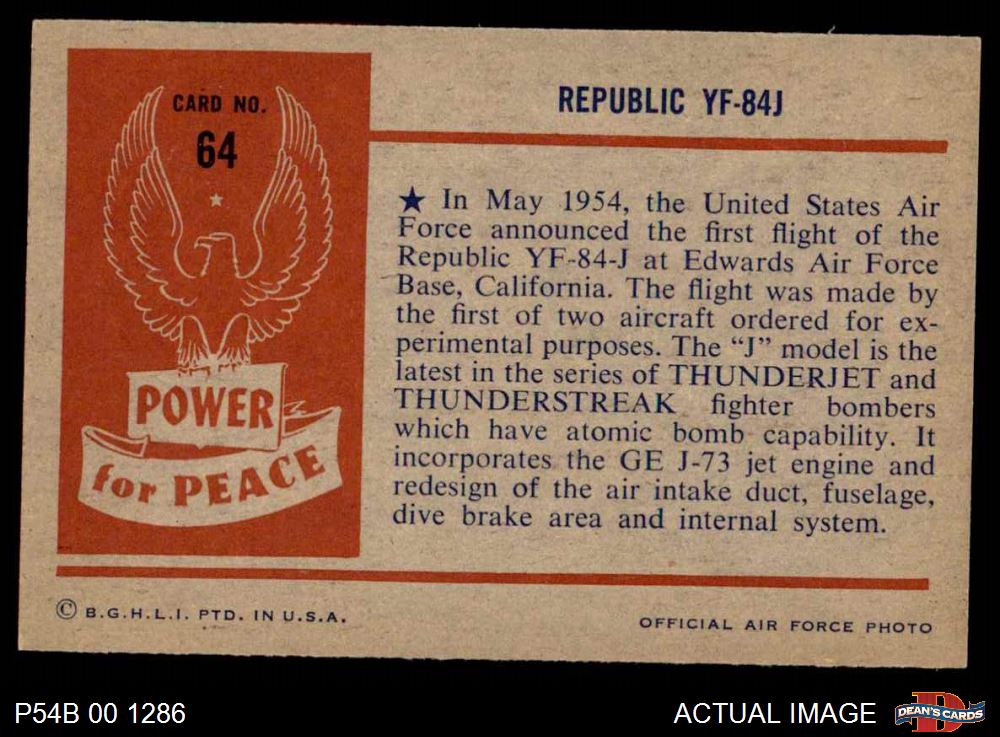 CARD NO.
64
POWER
for PEACE
REPUBLIC YF-84J
★ In May 1954, the United States Air
Force announced the first flight of the
Republic YF-84-J at Edwards Air Force
Base, California. The flight was made by
the first of two aircraft ordered for ex-
perimental purposes. The “J” model is the
latest in the series of THUNDERJET and
THUNDERSTREAK fighter bombers
which have atomic bomb capability. It
incorporates the GE J-73 jet engine and
redesign of the air intake duct, fuselage,
dive brake area and internal system.
© B.G.H.L.I. PTD. IN U.S.A.
OFFICIAL AIR FORCE PHOTO
P54B 00 1286
ACTUAL IMAGE
DEAN'S CARDS